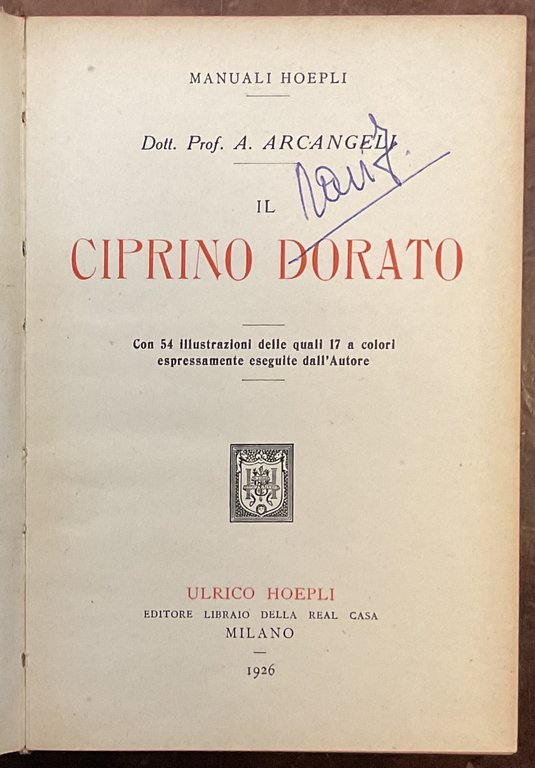 MANUALI HOEPLI
Dott. Prof. A. ARCANGELI
IL
CIPRINO DORATO
Con 54 illustrazioni delle quali 17 a colori
espressamente eseguite dall'Autore
ULRICO HOEPLI
EDITORE LIBRAIO DELLA REAL CASA
MILANO
1926